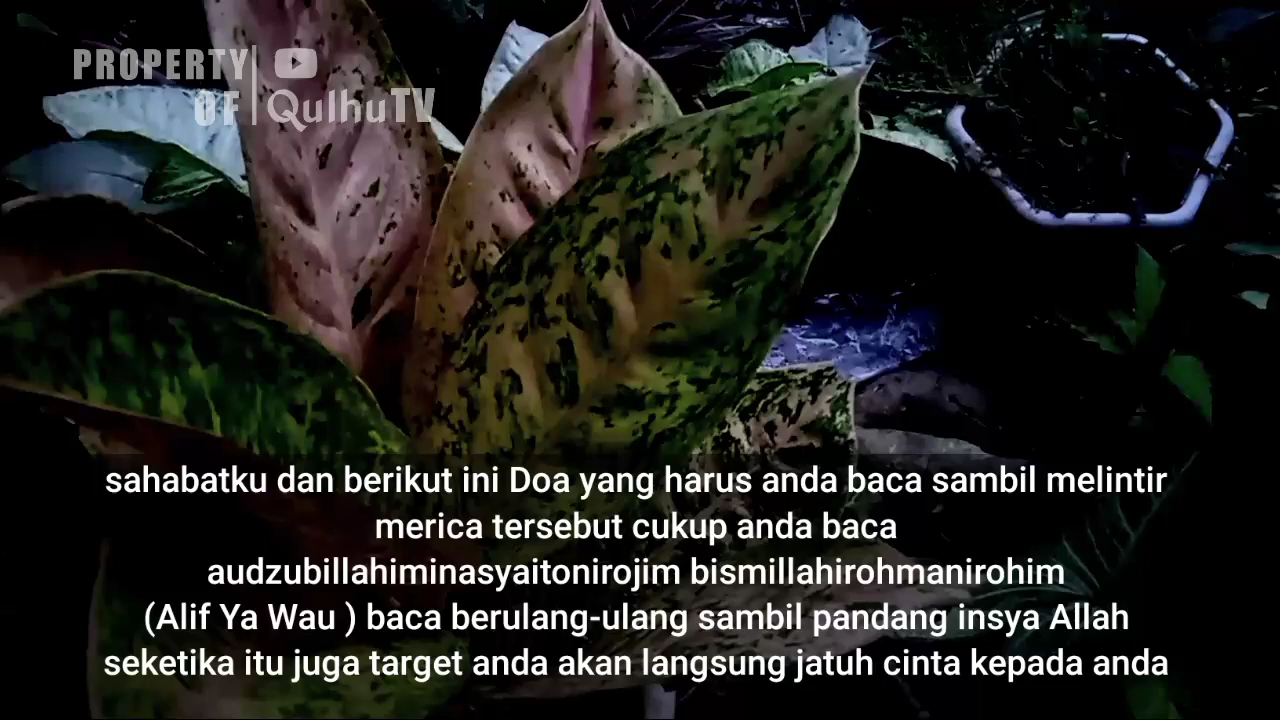 PROPERTY
OF QulhuTV
sahabatku dan berikut ini Doa yang harus anda baca sambil melintir
merica tersebut cukup anda baca
audzubillahiminasyaitonirojim bismillahirohmanirohim
(Alif Ya Wau ) baca berulang-ulang sambil pandang insya Allah
seketika itu juga target anda akan langsung jatuh cinta kepada anda